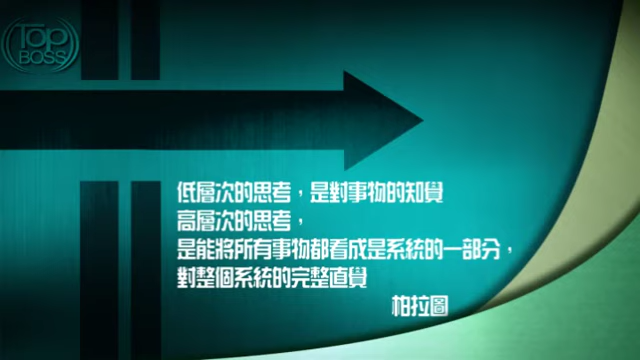 Top
BOSS
低層次的思考，是對事物的知覺
高層次的思考，
是能將所有事物都看成是系統的一部分，
對整個系統的完整直覺
柏拉圖